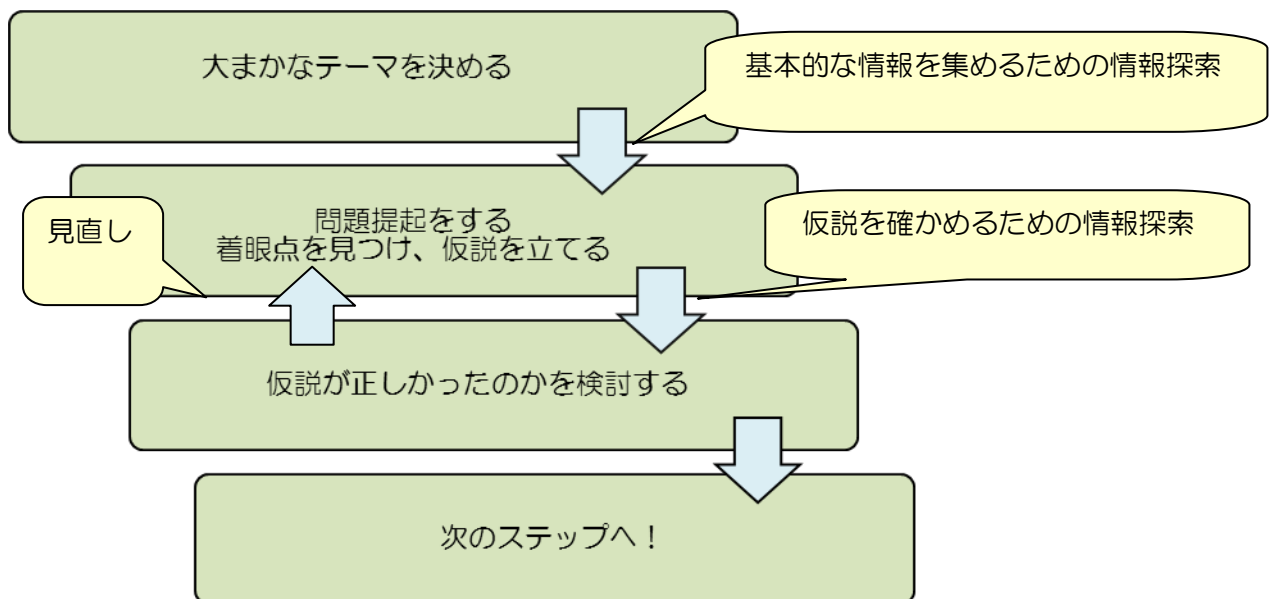 大まかなテーマを決める
基本的な情報を集めるための情報探索
問題提起をする
着眼点を見つけ、仮説を立てる
見直し
仮説を確かめるための情報探索
仮説が正しかったのかを検討する
次のステップへ！